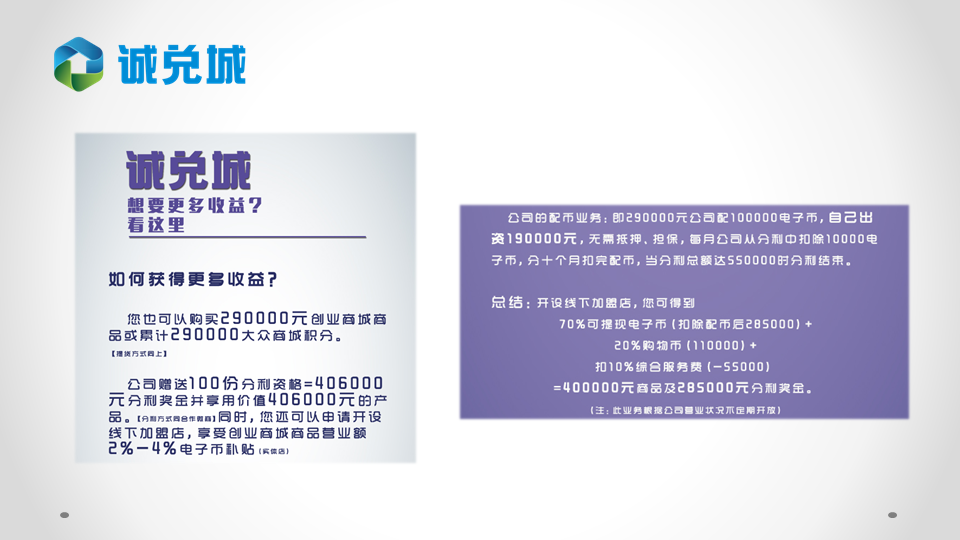 诚兑城
诚兑城
想要更多收益？
看这里
如何获得更多收益？
您也可以购买290000元创业商城商
品或累计290000大众商城积分。
【提货方式同上】
公司赠送100份分利资格=406000
元分利奖金并享用价值406000元的产
品。【分利方式同合作商商】同时，您还可以申请开设
线下加盟店，享受创业商城商品营业额
2%－4%电子币补贴（实体店）
公司的配币业务：即290000元公司配100000电子币，自己出
资190000元，无需抵押、担保，每月公司从分利中扣除10000电
子币，分十个月扣完配币，当分利总额达550000时分利结束。
总结：开设线下加盟店，您可得到
70%可提现电子币（扣除配币后285000）+
20%购物币（110000）+
扣10%综合服务费（-55000）
=400000元商品及285000元分利奖金。
（注：此业务根据公司营业状况不定期开放）